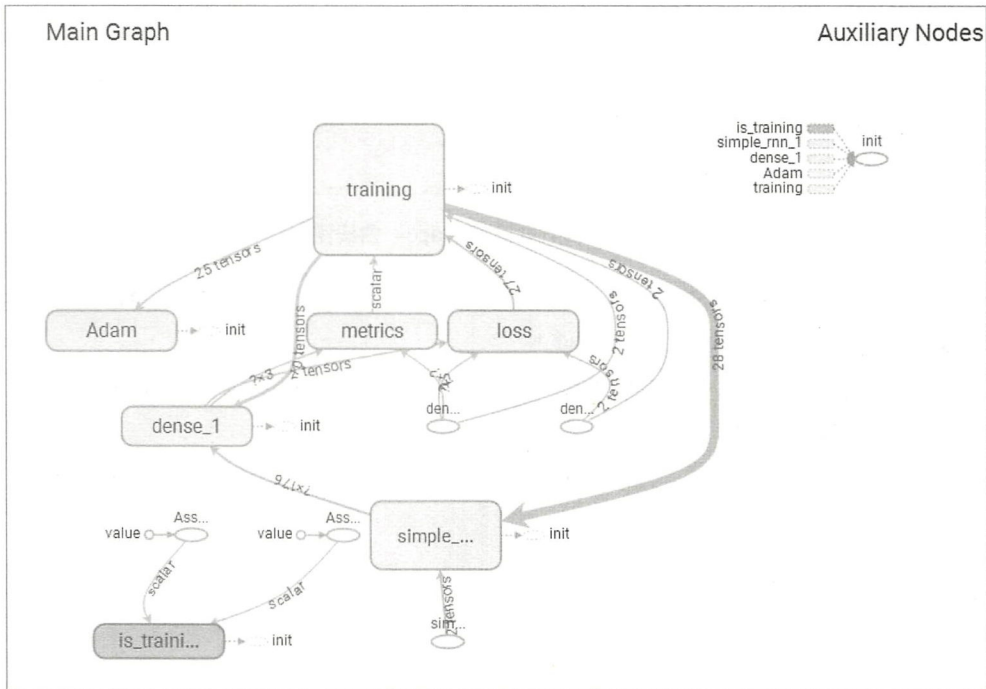 Main Graph
Auxiliary Nodes
is_training
simple_rnn_1
dense_1
Adam
training
init
training
init
25 tensors
scalar
27 tensors
2 tensors
28 tensors
Adam
init
metrics
loss
2 tensors
?×3
tensors
2 tensors
den...
den...
dense_1
init
?×176
simple_...
init
value
Ass...
value
Ass...
scalar
scalar
2 tensors
sim...
is_traini...
init